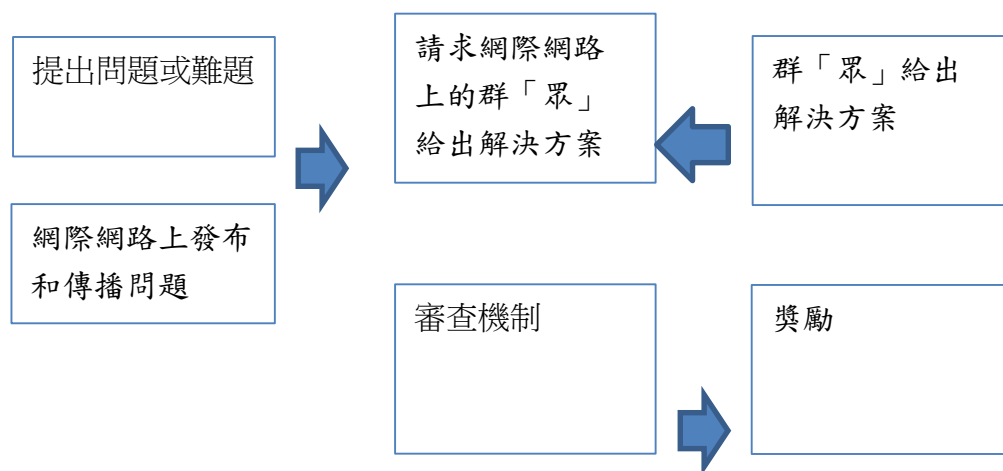 提出問題或難題
網際網路上發布
和傳播問題
請求網際網路
上的群「眾」
給出解決方案
群「眾」給出
解決方案
審查機制
獎勵